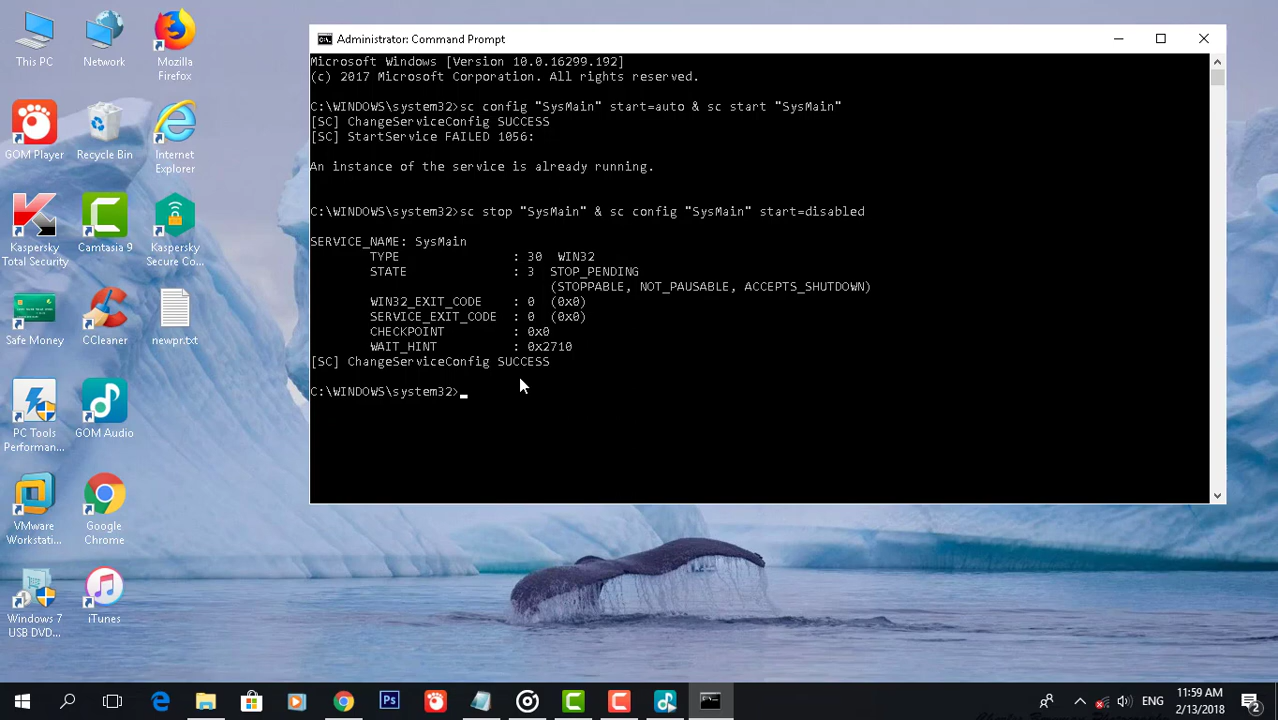 This PC
Network
Mozilla
Firefox
GOM Player
Recycle Bin
Internet
Explorer
Kaspersky
Total Security
Camtasia 9
Kaspersky
Secure Co...
Safe Money
CCleaner
newpr.txt
PC Tools
Performan...
GOM Audio
VMware
Workstati...
Google
Chrome
Windows 7
USB DVD...
iTunes
Administrator: Command Prompt
Microsoft Windows [Version 10.0.16299.192]
(c) 2017 Microsoft Corporation. All rights reserved.
C:\WINDOWS\system32>sc config "SysMain" start=auto & sc start "SysMain"
[SC] ChangeServiceConfig SUCCESS
[SC] StartService FAILED 1056:
An instance of the service is already running.
C:\WINDOWS\system32>sc stop "SysMain" & sc config "SysMain" start=disabled
SERVICE_NAME: SysMain
TYPE : 30 WIN32
STATE : 3 STOP_PENDING
(STOPPABLE, NOT_PAUSABLE, ACCEPTS_SHUTDOWN)
WIN32_EXIT_CODE : 0 (0x0)
SERVICE_EXIT_CODE : 0 (0x0)
CHECKPOINT : 0x0
WAIT_HINT : 0x2710
[SC] ChangeServiceConfig SUCCESS
C:\WINDOWS\system32>_
Ps
ENG
11:59 AM
2/13/2018
2